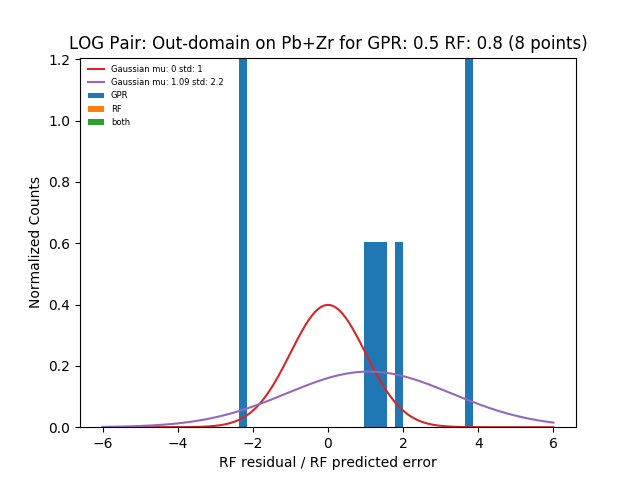 LOG Pair: Out-domain on Pb+Zr for GPR: 0.5 RF: 0.8 (8 points)
Gaussian mu: 0 std: 1
Gaussian mu: 1.09 std: 2.2
GPR
RF
both
Normalized Counts
1.2
1.0
0.8
0.6
0.4
0.2
0.0
−6 −4 −2 0 2 4 6
RF residual / RF predicted error